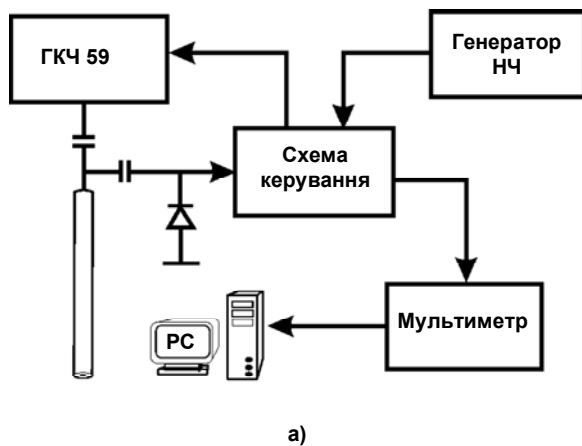 ГКЧ 59
Генератор
НЧ
Схема
керування
Мультиметр
PC
а)